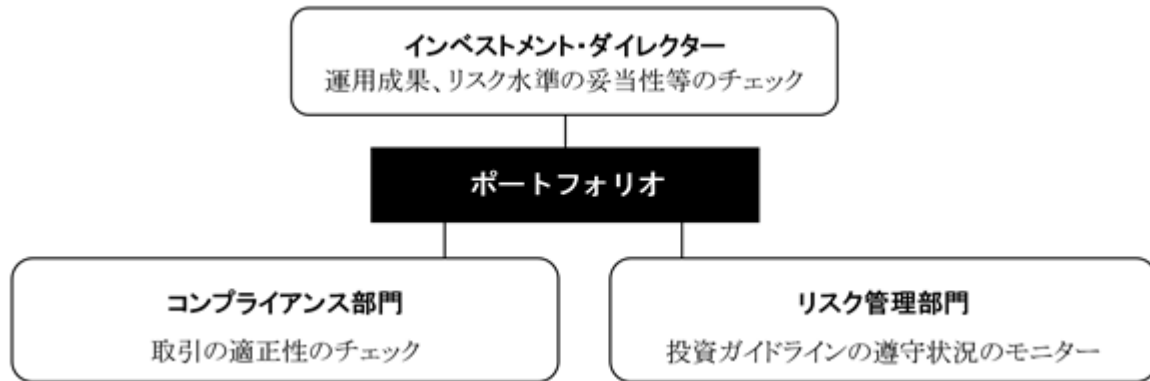 インベストメント・ダイレクター
運用成果、リスク水準の妥当性等のチェック
ポートフォリオ
コンプライアンス部門
取引の適正性のチェック
リスク管理部門
投資ガイドラインの遵守状況のモニター